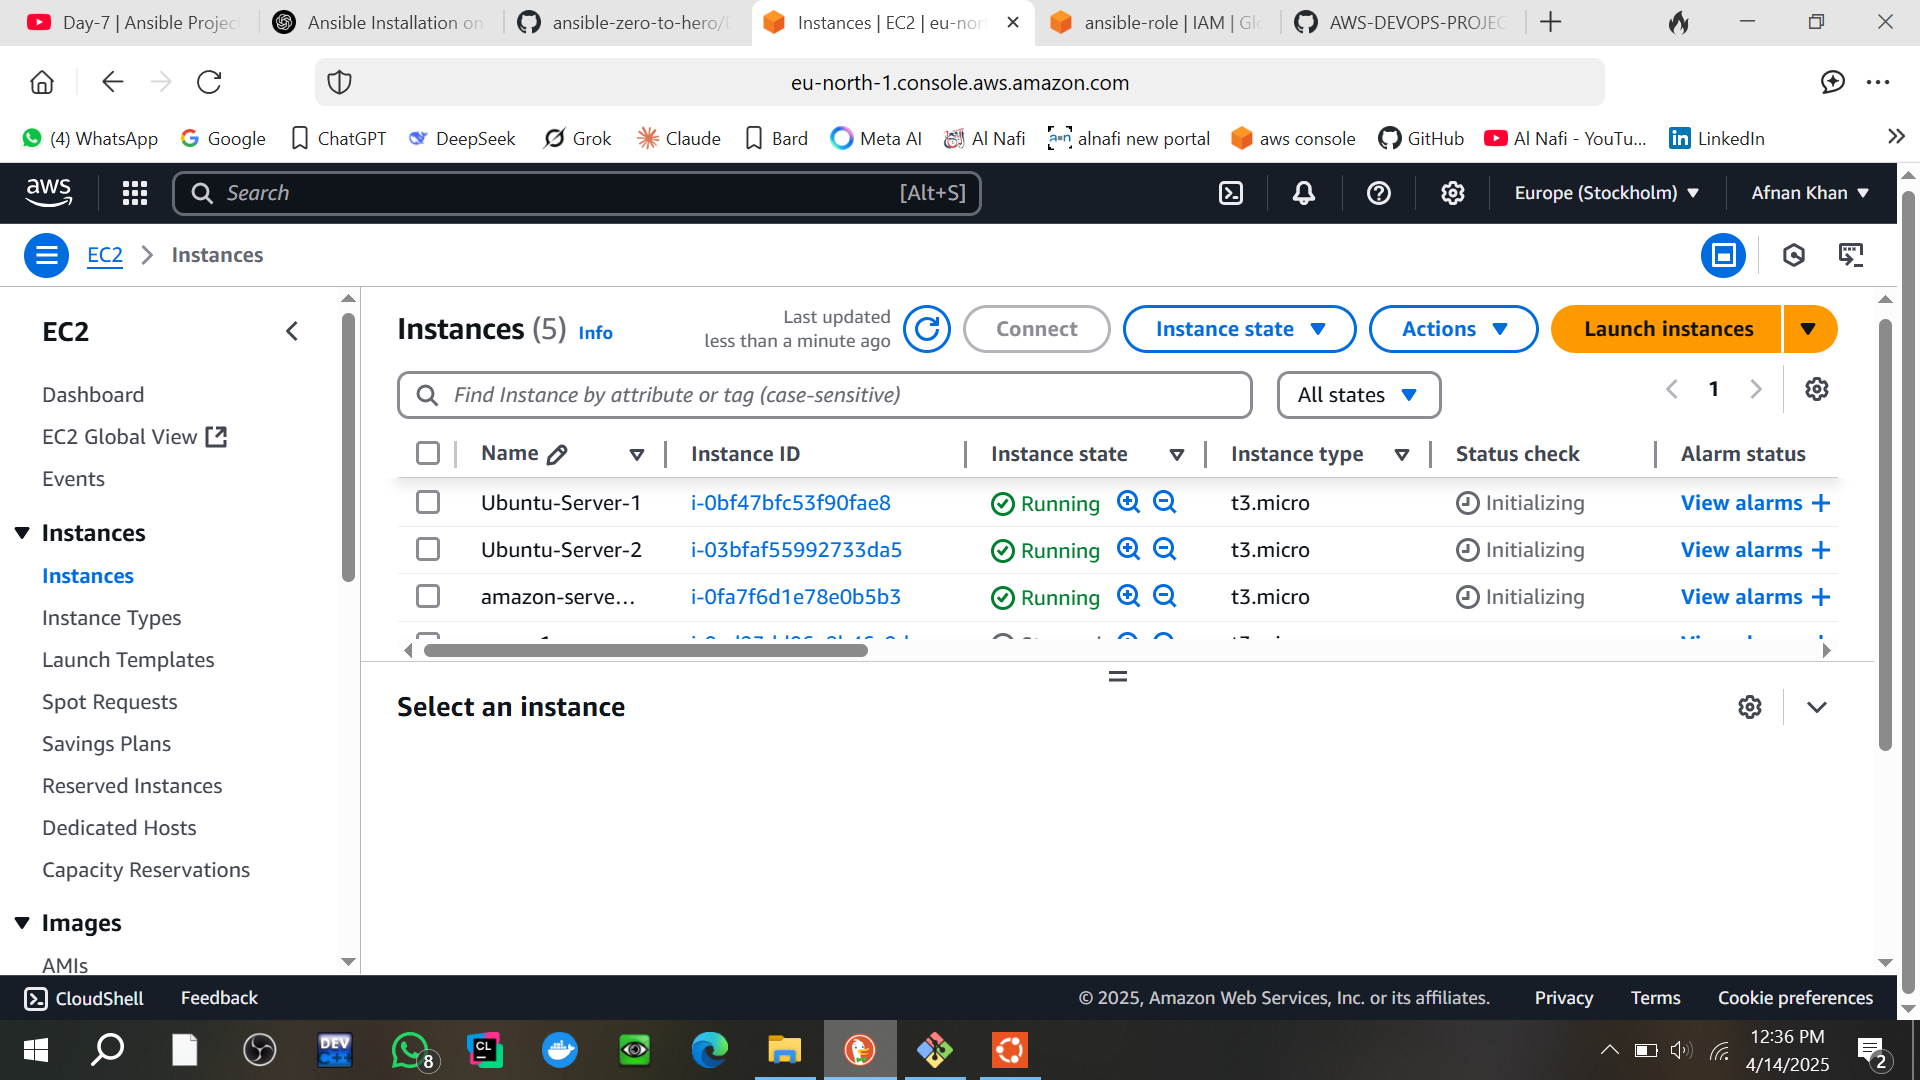 Day-7 | Ansible Project
Ansible Installation on
ansible-zero-to-hero/D
Instances | EC2 | eu-nort
ansible-role | IAM | Glo
AWS-DEVOPS-PROJEC
eu-north-1.console.aws.amazon.com
(4) WhatsApp
Google
ChatGPT
DeepSeek
Grok
Claude
Bard
Meta AI
Al Nafi
alnafi new portal
aws console
GitHub
Al Nafi - YouTu...
LinkedIn
aws
Search
[Alt+S]
Europe (Stockholm)
Afnan Khan
EC2
Instances
EC2
Dashboard
EC2 Global View
Events
Instances
Instances
Instance Types
Launch Templates
Spot Requests
Savings Plans
Reserved Instances
Dedicated Hosts
Capacity Reservations
Images
AMIs
Instances (5) Info
Last updated
less than a minute ago
Connect
Instance state
Actions
Launch instances
Find Instance by attribute or tag (case-sensitive)
All states
1
Name Instance ID Instance state Instance type Status check Alarm status
Ubuntu-Server-1 i-0bf47bfc53f90fae8 Running t3.micro Initializing View alarms +
Ubuntu-Server-2 i-03bfaf55992733da5 Running t3.micro Initializing View alarms +
amazon-serve... i-0fa7f6d1e78e0b5b3 Running t3.micro Initializing View alarms +
Select an instance
CloudShell
Feedback
© 2025, Amazon Web Services, Inc. or its affiliates.
Privacy
Terms
Cookie preferences
DEV
C++
8
CL
12:36 PM
4/14/2025
2